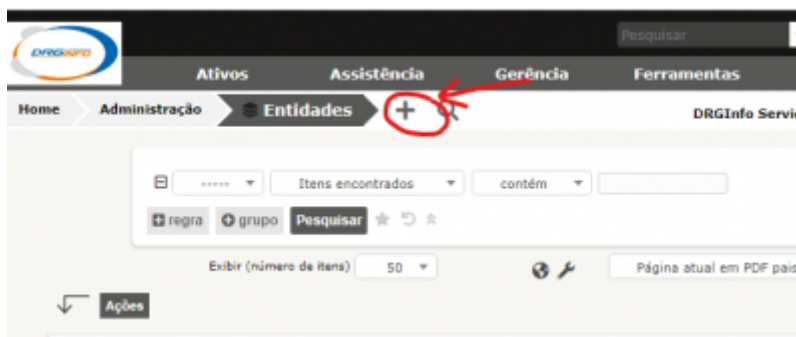 DRGINFO
Pesquisar
Ativos Assistência Gerência Ferramentas
Home Administração Entidades DRGInfo Servi
----- Itens encontrados contém
regra grupo Pesquisar
Exibir (número de itens) 50 Página atual em PDF pais
Ações